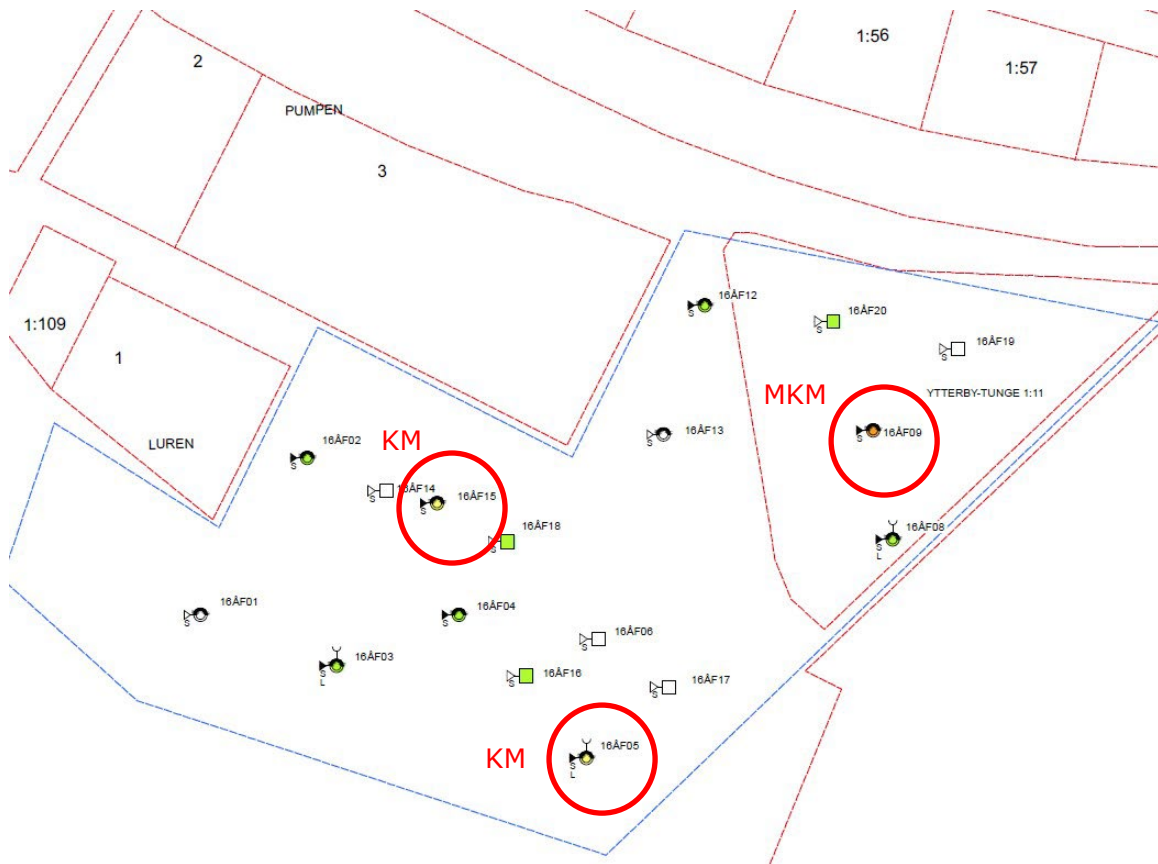 1:56
2
1:57
PUMPEN
3
16ÅF12
16ÅF20
S
S
1:109
16ÅF19
S
1
MKM
YTTERBY-TUNGE 1:11
LUREN
KM
16ÅF02
16ÅF13
16ÅF09
S
S
S
16ÅF14
16ÅF15
S
S
16ÅF18
16ÅF08
S
S
L
16ÅF01
16ÅF04
S
S
16ÅF06
S
16ÅF03
S
L
16ÅF16
16ÅF17
S
S
KM
16ÅF05
S
L